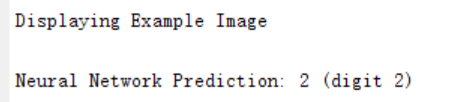 Displaying Example Image
Neural Network Prediction: 2 (digit 2)